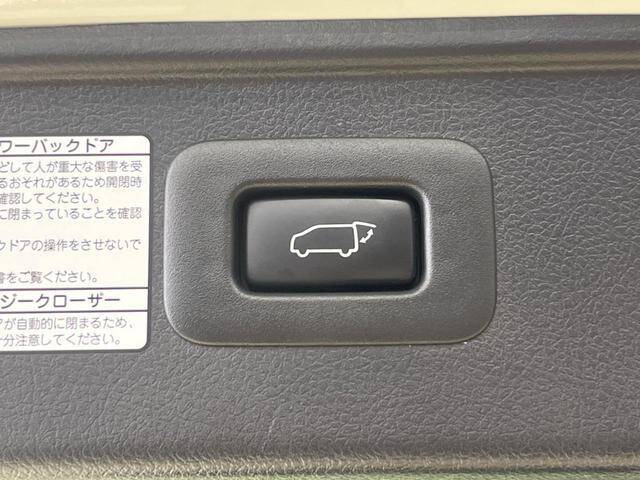 ワーバックドア
どして人が重大な傷害を受
るおそれがあるため開閉時
確認してください。
に閉まっていることを確認
ックドアの操作をさせないで
書をご覧ください。
ジークローザー
アが自動的に閉まるため、
十分注意してください。